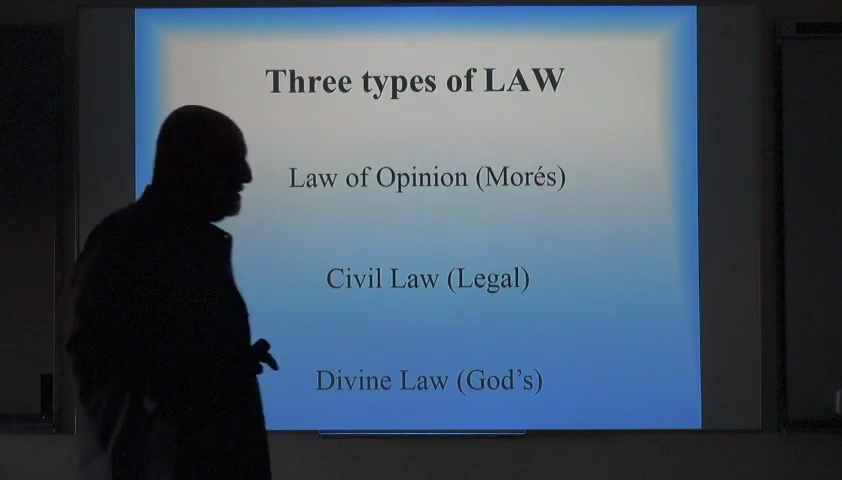 Three types of LAW
Law of Opinion (Morés)
Civil Law (Legal)
Divine Law (God's)